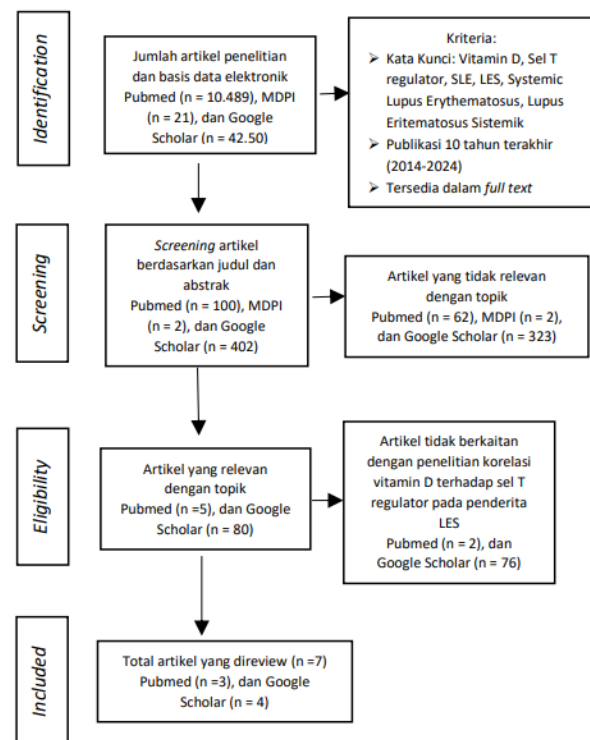 Identification
Jumlah artikel penelitian
dan basis data elektronik
Pubmed (n = 10.489), MDPI
(n = 21), dan Google
Scholar (n = 42.50)
Kriteria:
➤ Kata Kunci: Vitamin D, Sel T
regulator, SLE, LES, Systemic
Lupus Erythematosus, Lupus
Eritematosus Sistemik
➤ Publikasi 10 tahun terakhir
(2014-2024)
➤ Tersedia dalam full text
Screening
Screening artikel
berdasarkan judul dan
abstrak
Pubmed (n = 100), MDPI
(n = 2), dan Google
Scholar (n = 402)
Artikel yang tidak relevan
dengan topik
Pubmed (n = 62), MDPI (n = 2),
dan Google Scholar (n = 323)
Eligibility
Artikel yang relevan
dengan topik
Pubmed (n =5), dan Google
Scholar (n = 80)
Artikel tidak berkaitan
dengan penelitian korelasi
vitamin D terhadap sel T
regulator pada penderita
LES
Pubmed (n = 2), dan
Google Scholar (n = 76)
Included
Total artikel yang direview (n =7)
Pubmed (n =3), dan Google
Scholar (n = 4)